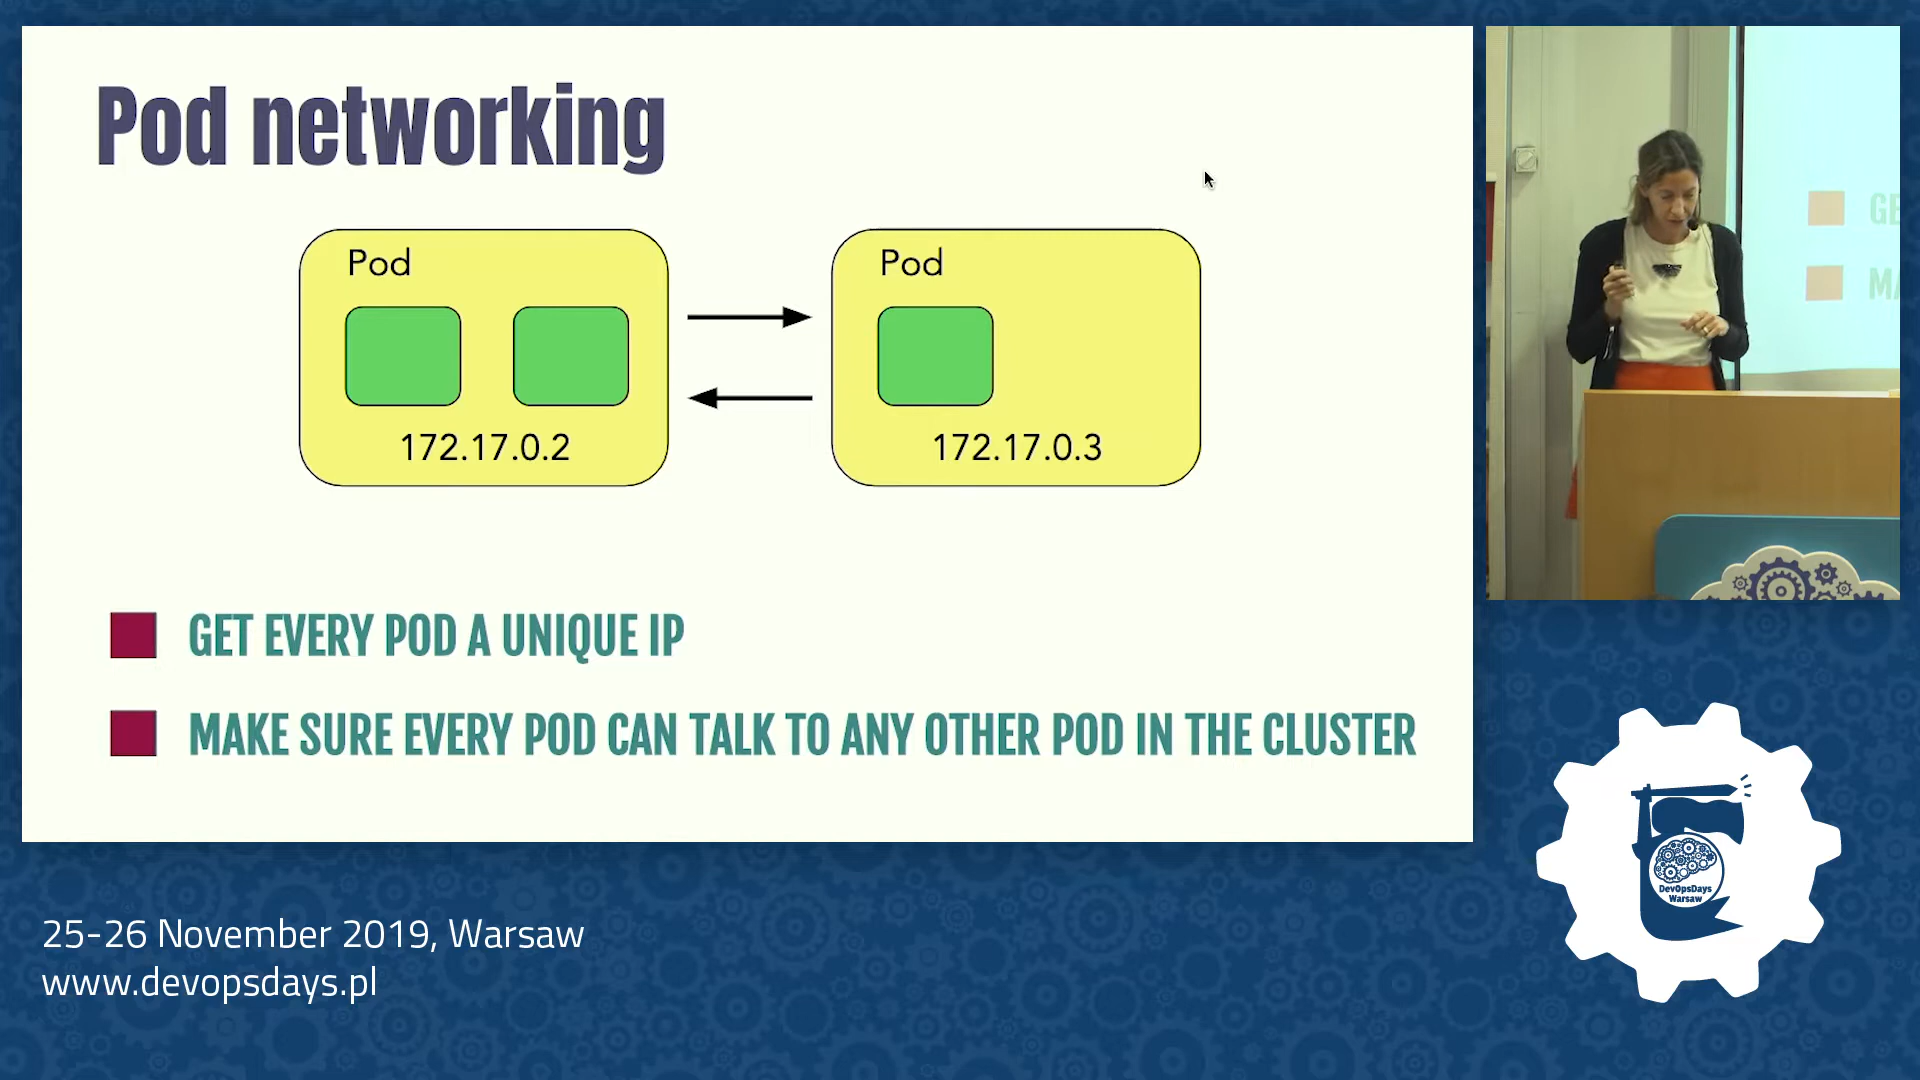 Pod networking
Pod
Pod
172.17.0.2
172.17.0.3
GET EVERY POD A UNIQUE IP
MAKE SURE EVERY POD CAN TALK TO ANY OTHER POD IN THE CLUSTER
GE
MA
25-26 November 2019, Warsaw
www.devopsdays.pl
DevOpsDays
Warsaw